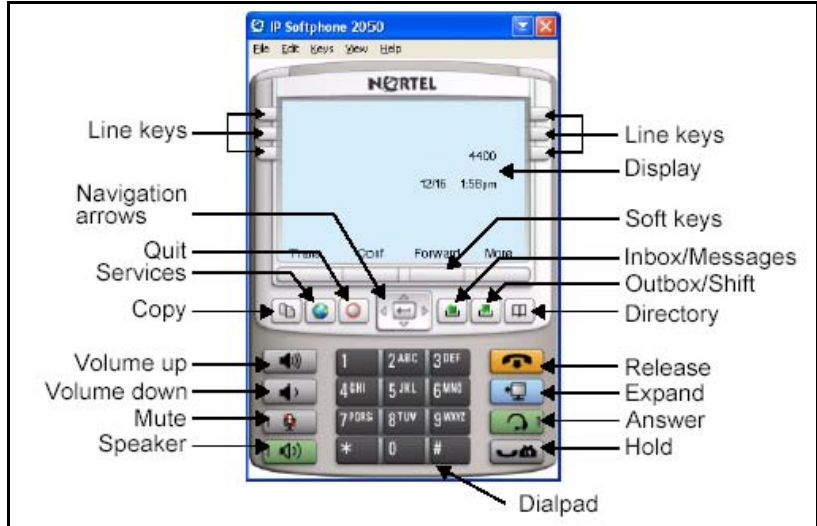 IP Softphone 2050
File Edit Keys View Help
NORTEL
Line keys
Line keys
4400
Display
12/16 1:58pm
Navigation
arrows
Soft keys
Trans Conf Forward More
Quit
Inbox/Messages
Services
Outbox/Shift
Copy
Directory
Volume up
1 2 ABC 3 DEF
Release
Volume down
4 GHI 5 JKL 6 MNO
Expand
Mute
7 PQRS 8 TUV 9 WXYZ
Answer
Speaker
* 0 #
Hold
Dialpad